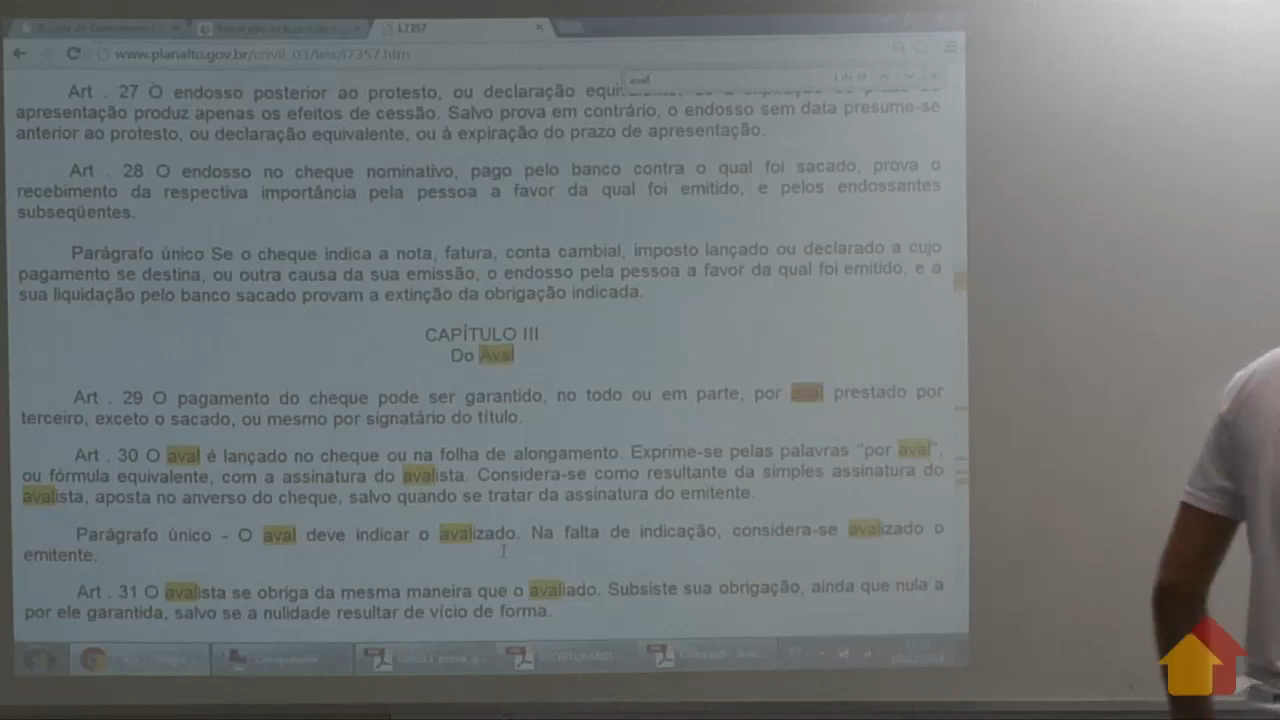 L7357
www.planalto.gov.br/ccivil_03/leis/l7357.htm
aval
Art . 27 O endosso posterior ao protesto, ou declaração
apresentação produz apenas os efeitos de cessão. Salvo prova em contrário, o endosso sem data presume-se
anterior ao protesto, ou declaração equivalente, ou à expiração do prazo de apresentação.
Art . 28 O endosso no cheque nominativo, pago pelo banco contra o qual foi sacado, prova o
recebimento da respectiva importância pela pessoa a favor da qual foi emitido, e pelos endossantes
subseqüentes.
Parágrafo único Se o cheque indica a nota, fatura, conta cambial, imposto lançado ou declarado a cujo
pagamento se destina, ou outra causa da sua emissão, o endosso pela pessoa a favor da qual foi emitido, e a
sua liquidação pelo banco sacado provam a extinção da obrigação indicada.
CAPÍTULO III
Do Aval
Art . 29 O pagamento do cheque pode ser garantido, no todo ou em parte, por aval prestado por
terceiro, exceto o sacado, ou mesmo por signatário do título.
Art . 30 O aval é lançado no cheque ou na folha de alongamento. Exprime-se pelas palavras “por aval”,
ou fórmula equivalente, com a assinatura do avalista. Considera-se como resultante da simples assinatura do
avalista, aposta no anverso do cheque, salvo quando se tratar da assinatura do emitente.
Parágrafo único - O aval deve indicar o avalizado. Na falta de indicação, considera-se avalizado o
emitente.
Art . 31 O avalista se obriga da mesma maneira que o avaliado. Subsiste sua obrigação, ainda que nula a
por ele garantida, salvo se a nulidade resultar de vício de forma.